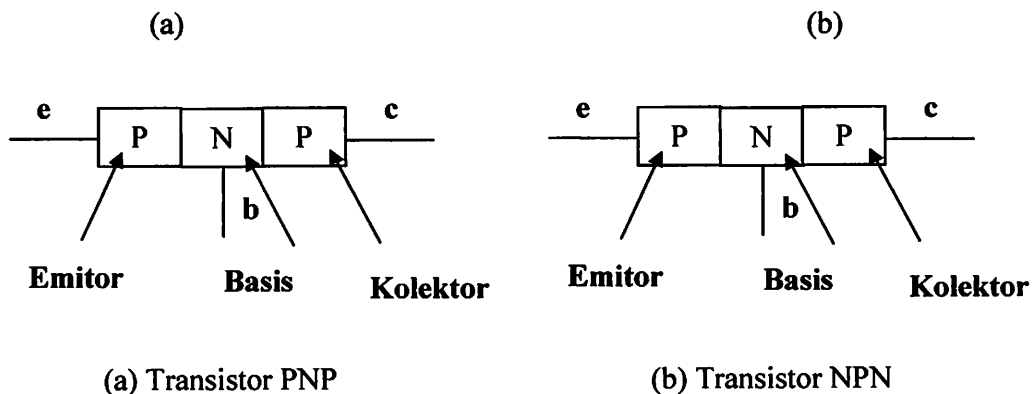 (a) (b)
e c e c
P N P P N P
b b
Emitor Basis Kolektor Emitor Basis Kolektor
(a) Transistor PNP (b) Transistor NPN